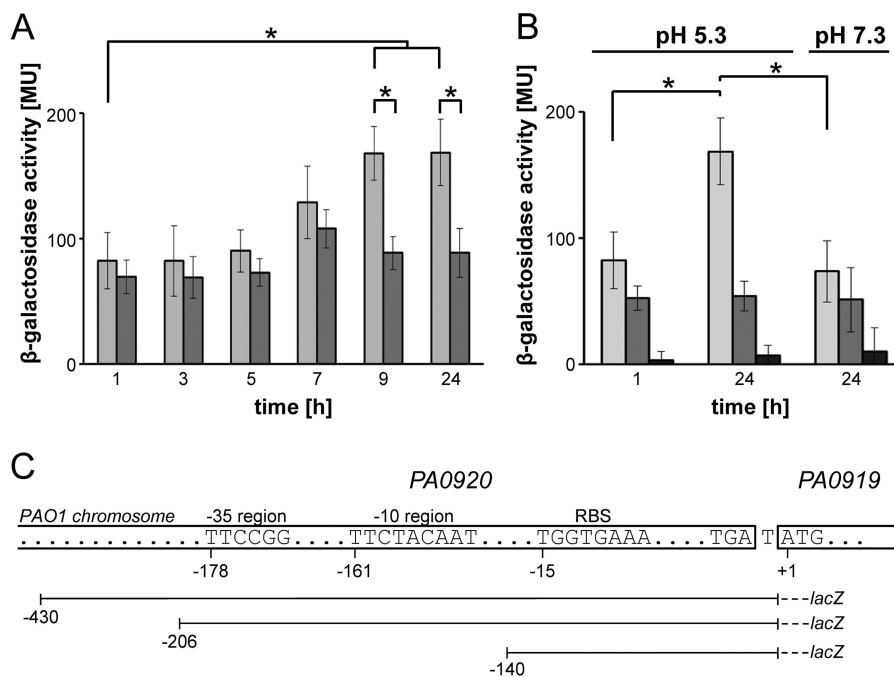 A
*
* *
β-galactosidase activity [MU]
200
100
0
1 3 5 7 9 24
time [h]
B
pH 5.3 pH 7.3
* *
β-galactosidase activity [MU]
200
100
0
1 24 24
time [h]
C
PA0920 PA0919
PAO1 chromosome -35 region -10 region RBS
.............TTCCGG....TTCTACAAT....TGGTGAAA....TGA T ATG...
-178 -161 -15 +1
-430 ---lacZ
-206 ---lacZ
-140 ---lacZ